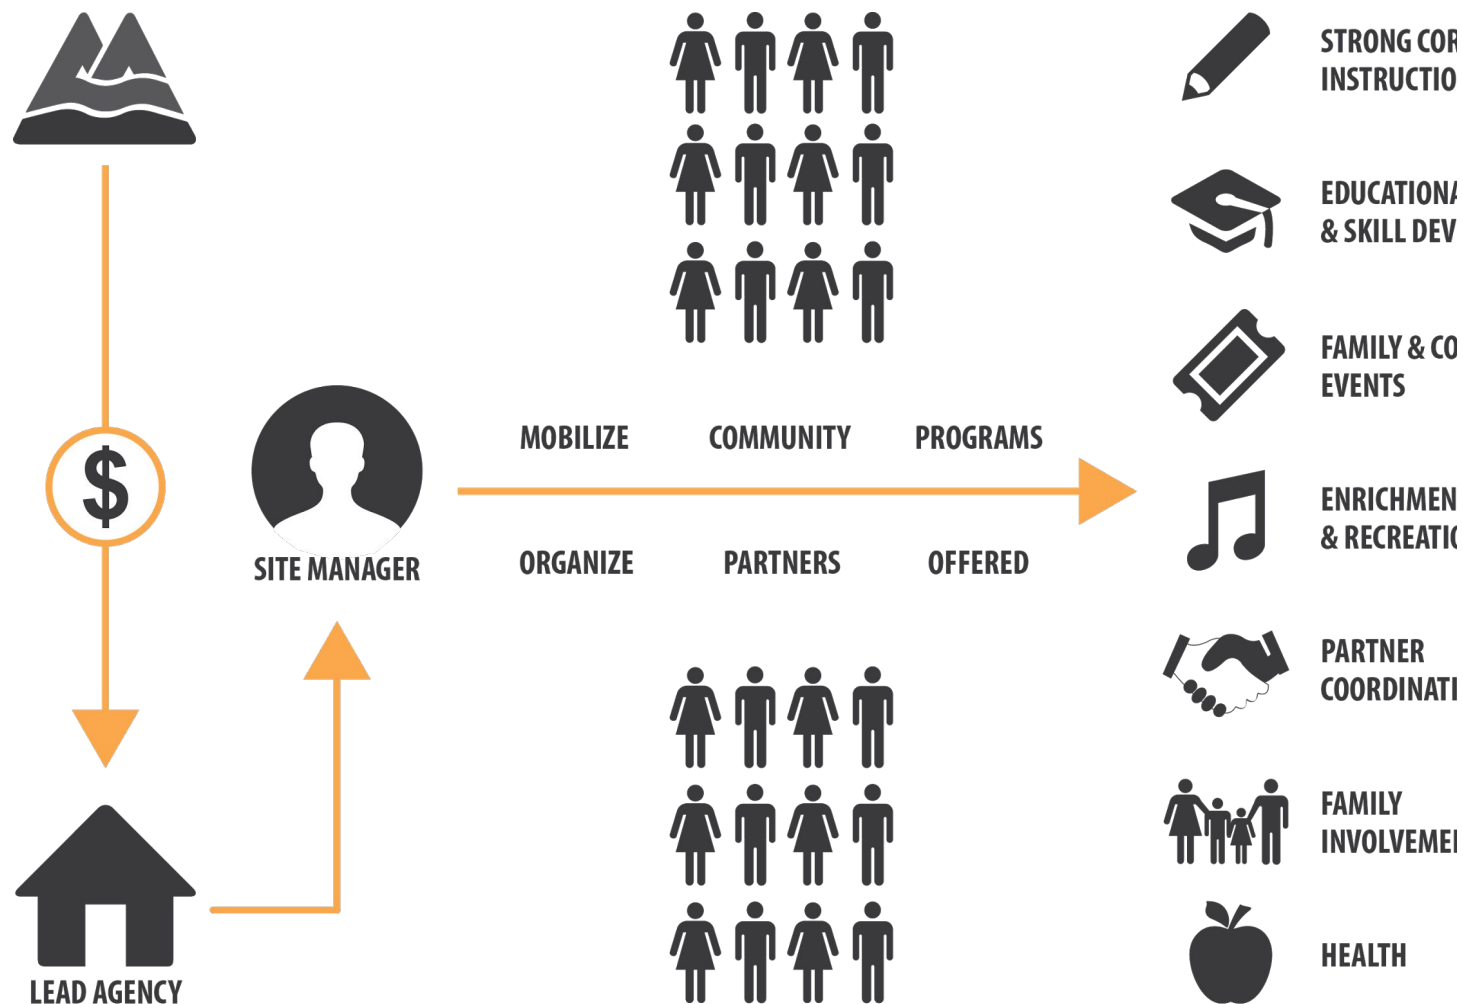 $
SITE MANAGER
LEAD AGENCY
MOBILIZE COMMUNITY PROGRAMS
ORGANIZE PARTNERS OFFERED
STRONG COR
INSTRUCTIO
EDUCATIONA
& SKILL DEV
FAMILY & CO
EVENTS
ENRICHMEN
& RECREATIO
PARTNER
COORDINATI
FAMILY
INVOLVEME
HEALTH